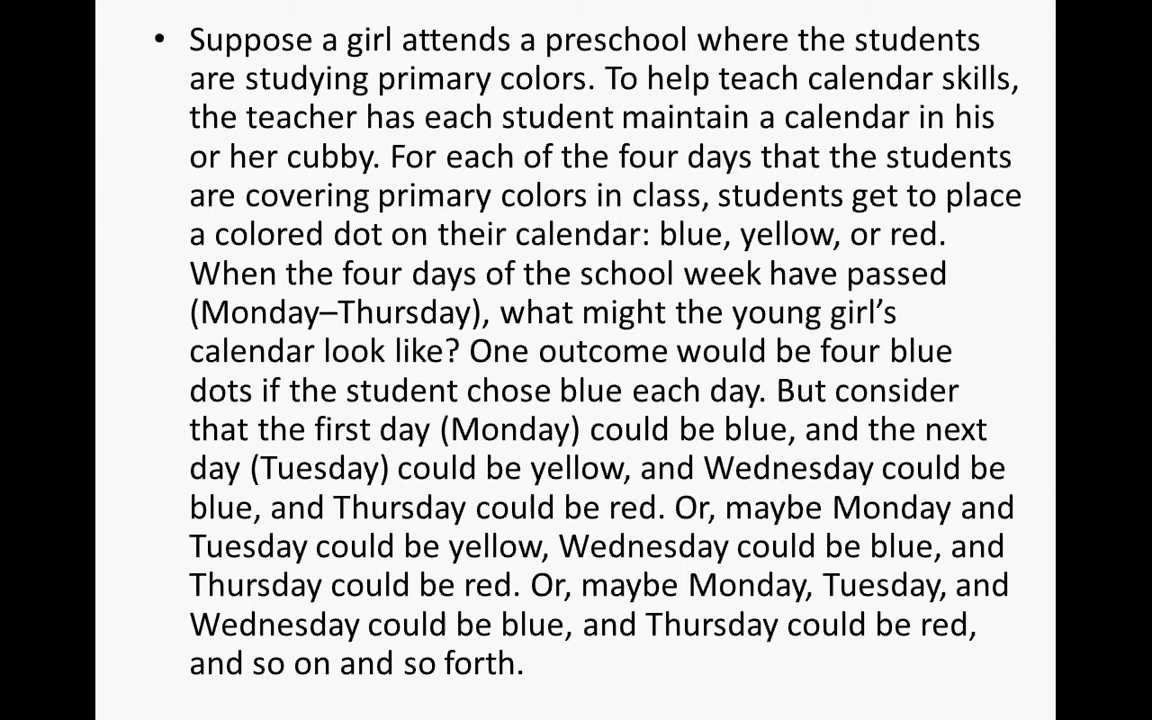 • Suppose a girl attends a preschool where the students
are studying primary colors. To help teach calendar skills,
the teacher has each student maintain a calendar in his
or her cubby. For each of the four days that the students
are covering primary colors in class, students get to place
a colored dot on their calendar: blue, yellow, or red.
When the four days of the school week have passed
(Monday–Thursday), what might the young girl’s
calendar look like? One outcome would be four blue
dots if the student chose blue each day. But consider
that the first day (Monday) could be blue, and the next
day (Tuesday) could be yellow, and Wednesday could be
blue, and Thursday could be red. Or, maybe Monday and
Tuesday could be yellow, Wednesday could be blue, and
Thursday could be red. Or, maybe Monday, Tuesday, and
Wednesday could be blue, and Thursday could be red,
and so on and so forth.